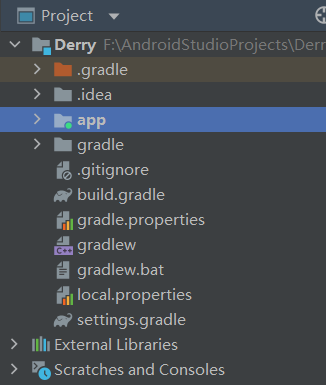 Project
Derry F:\AndroidStudioProjects\Derr
.gradle
.idea
app
gradle
.gitignore
build.gradle
gradle.properties
gradlew
gradlew.bat
local.properties
settings.gradle
External Libraries
Scratches and Consoles